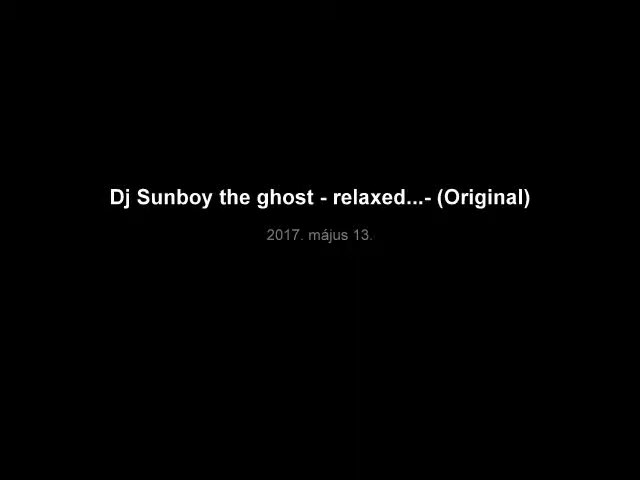 Dj Sunboy the ghost - relaxed...- (Original)
2017. május 13.